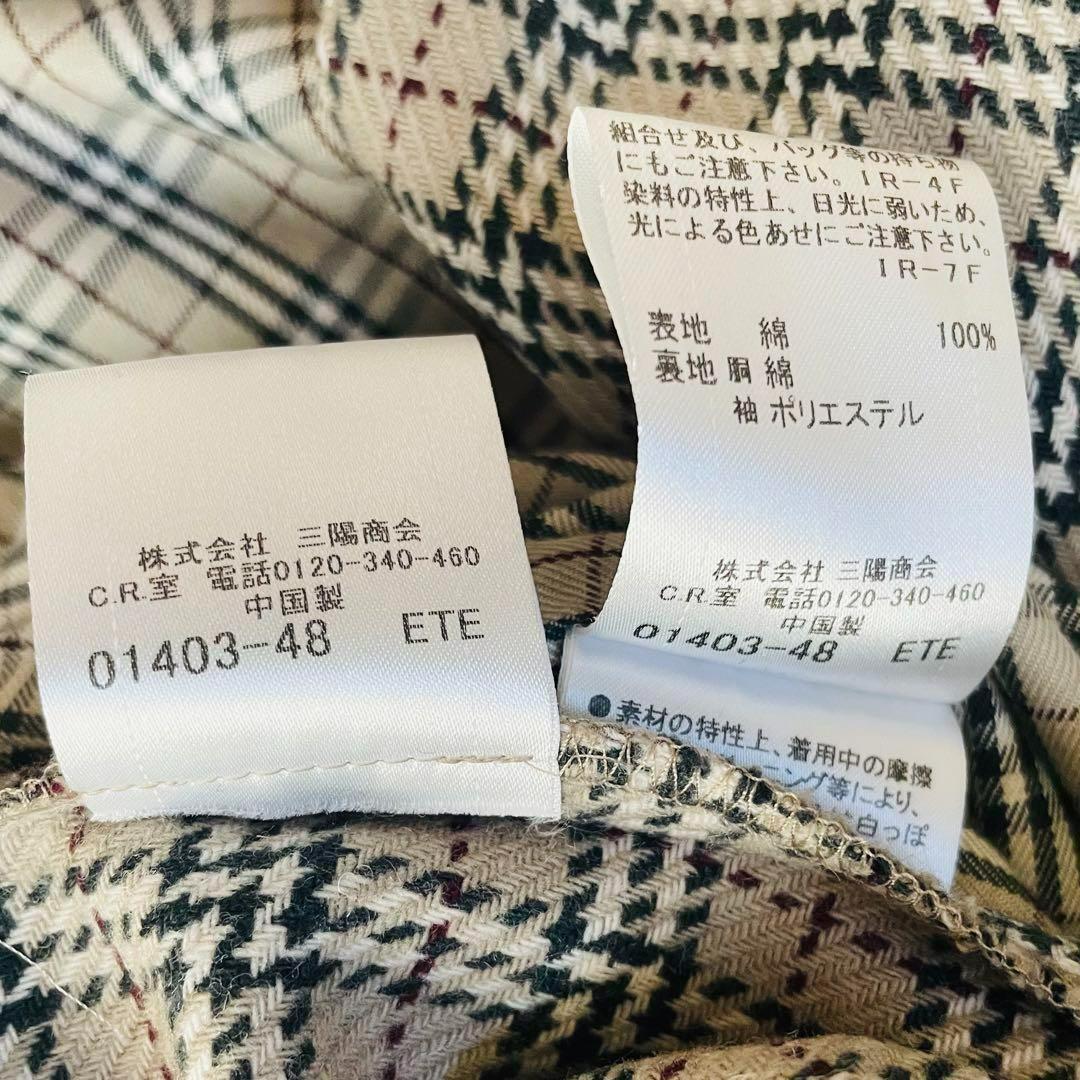 株式会社 三陽商会
C.R.室 電話0120-340-460
中国製
01403-48 ETE
組合せ及び、バッグ等の持ち物
にもご注意下さい。IR-4F
染料の特性上、日光に弱いため、
光による色あせにご注意下さい。
IR-7F
表地 綿 100%
裏地 胴 綿
袖 ポリエステル
株式会社 三陽商会
C.R.室 電話0120-340-460
中国製
01403-48 ETE
●素材の特性上、着用中の摩擦
ニング等により、
白っぽ